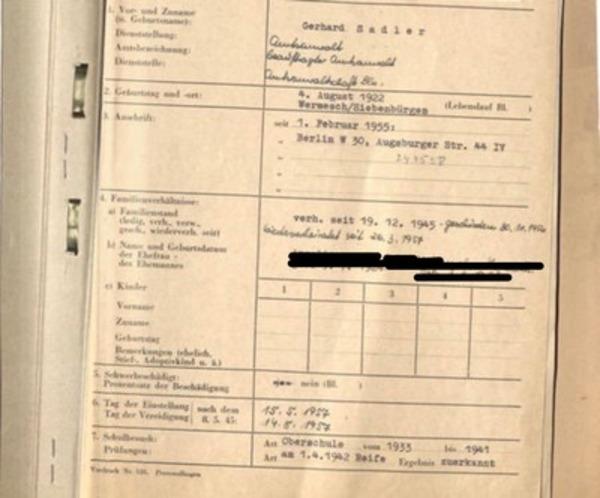 1. Vor- und Zuname
(u. Geburtsname):
Gerhard Sadler
Dienststellung:
Amtsanwalt
Amtsbezeichnung:
beauftragter Amtsanwalt
Dienststelle:
Amtsanwaltschaft Bln.
2. Geburtstag und -ort:
4. August 1922
Wermesch/Siebenbürgen (Lebenslauf Bl. )
3. Anschrift:
seit 1. Februar 1955:
" Berlin W 30, Augsburger Str. 44 IV
"
"
"
4. Familienverhältnisse:
a) Familienstand
ledig, verh., verw.,
gesch., wiederverh. seit)
verh. seit 19. 12. 1945 - geschieden
wiederverheiratet seit 26.3.1957
b) Name und Geburtsdatum
der Ehefrau -
des Ehemannes
c) Kinder
1 2 3 4 5
Vorname
Zuname
Geburtstag
Bemerkungen (ehelich,
Stief-, Adoptivkind u. ä.)
5. Schwerbeschädigt:
Prozentsatz der Beschädigung
nein (Bl. )
6. Tag der Einstellung
Tag der Vereidigung
nach dem
8. 5. 45:
15. 5. 1957
14. 8. 1957
7. Schulbesuch:
Art Oberschule vom 1933 bis 1941
Prüfungen:
Art am 1.4.1942 Reife Ergebnis zuerkannt
Vordruck Nr.